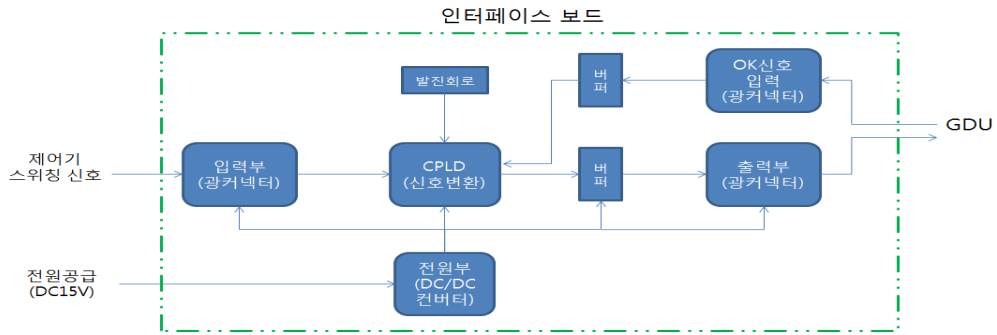 인터페이스 보드
발진회로
버퍼
OK신호
입력
(광커넥터)
GDU
제어기
스위칭 신호
입력부
(광커넥터)
CPLD
(신호변환)
버퍼
출력부
(광커넥터)
전원공급
(DC15V)
전원부
(DC/DC
컨버터)